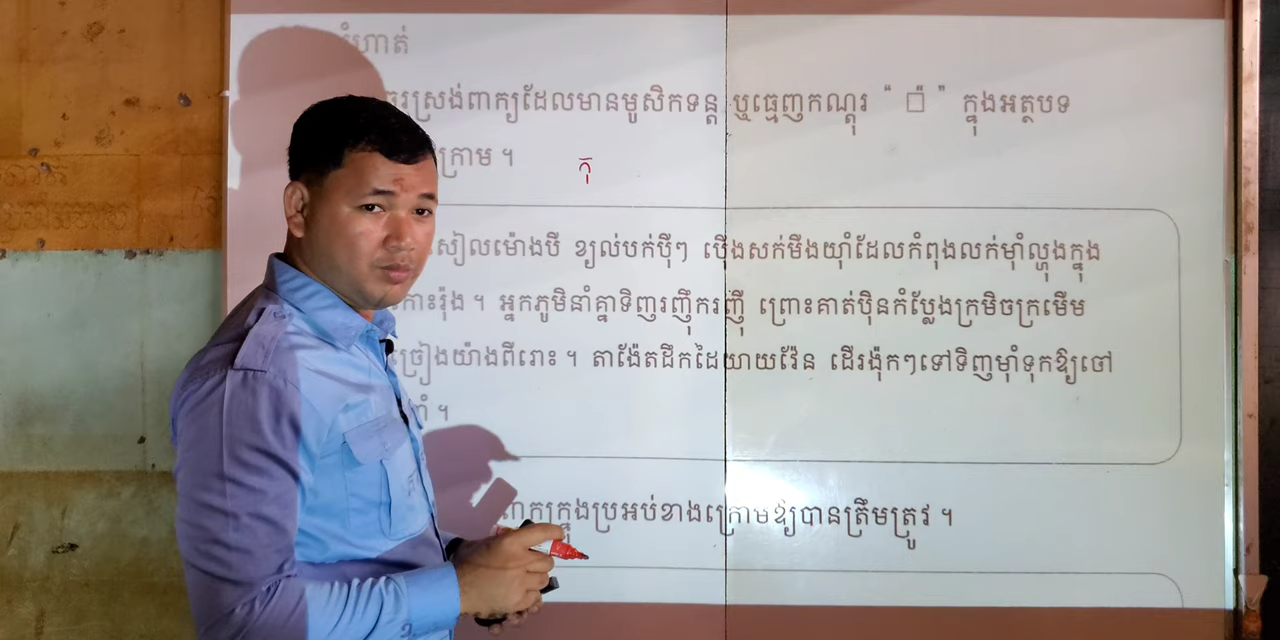 ំហាត់
ចូរស្រង់ពាក្យដែលមានមូសិកទន្ត ឬធ្មេញកណ្ដុរ “ ៉ ” ក្នុងអត្ថបទ
ក្រាម ។
កុ
សៀលម៉ោងបី ខ្យល់បក់ប៉ីៗ ប៉េងសក់មីងយ៉ាំដែលកំពុងលក់ម៉ាំល្ហុងក្នុង
កោះរ៉ុង ។ អ្នកភូមិនាំគ្នាទិញរញ៉ឹករញ៉ី ព្រោះគាត់ប៉ិនកំប្លែងក្រមិចក្រមើម
ច្រៀងយ៉ាងពីរោះ ។ តាង៉ែតដឹកដៃយាយវ៉ែន ដើរង៉ុកៗទៅទិញម៉ាំទុកឱ្យចៅ
។
ពាក្យក្នុងប្រអប់ខាងក្រោមឱ្យបានត្រឹមត្រូវ ។